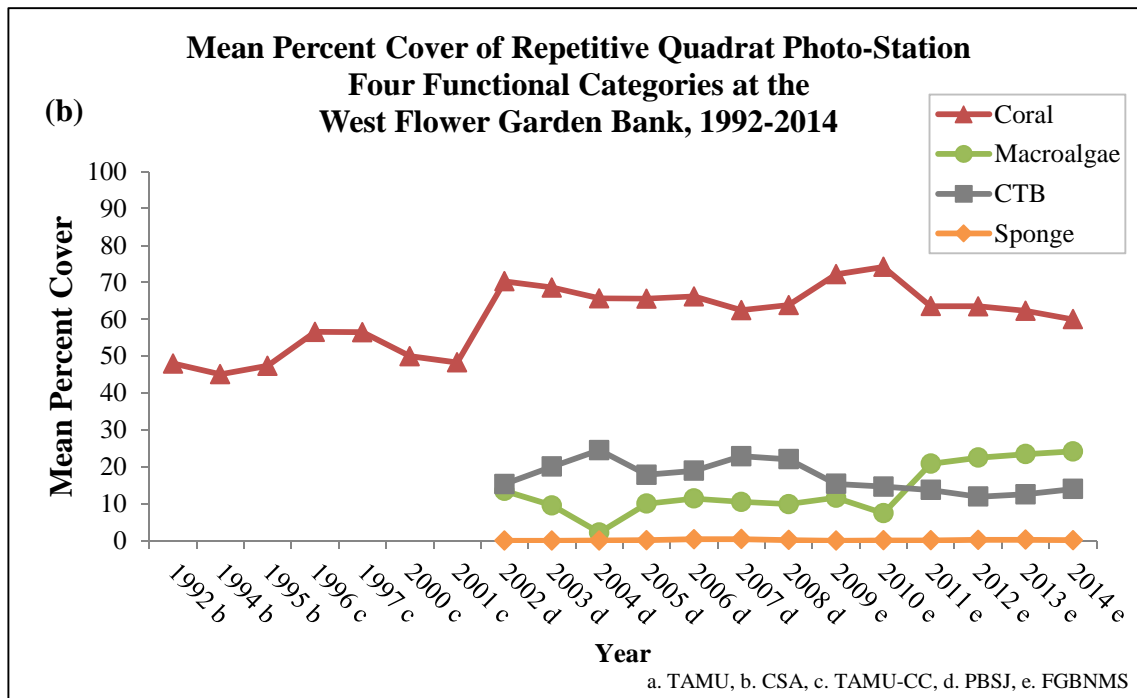 Mean Percent Cover of Repetitive Quadrat Photo-Station
Four Functional Categories at the
West Flower Garden Bank, 1992-2014
(b)
Coral
Macroalgae
CTB
Sponge
Mean Percent Cover
100
90
80
70
60
50
40
30
20
10
0
1992 b
1994 b
1995 b
1996 c
1997 c
2000 c
2001 c
2002 d
2003 d
2004 d
2005 d
2006 d
2007 d
2008 d
2009 e
2010 e
2011 e
2012 e
2013 e
2014 e
Year
a. TAMU, b. CSA, c. TAMU-CC, d. PBSJ, e. FGBNMS